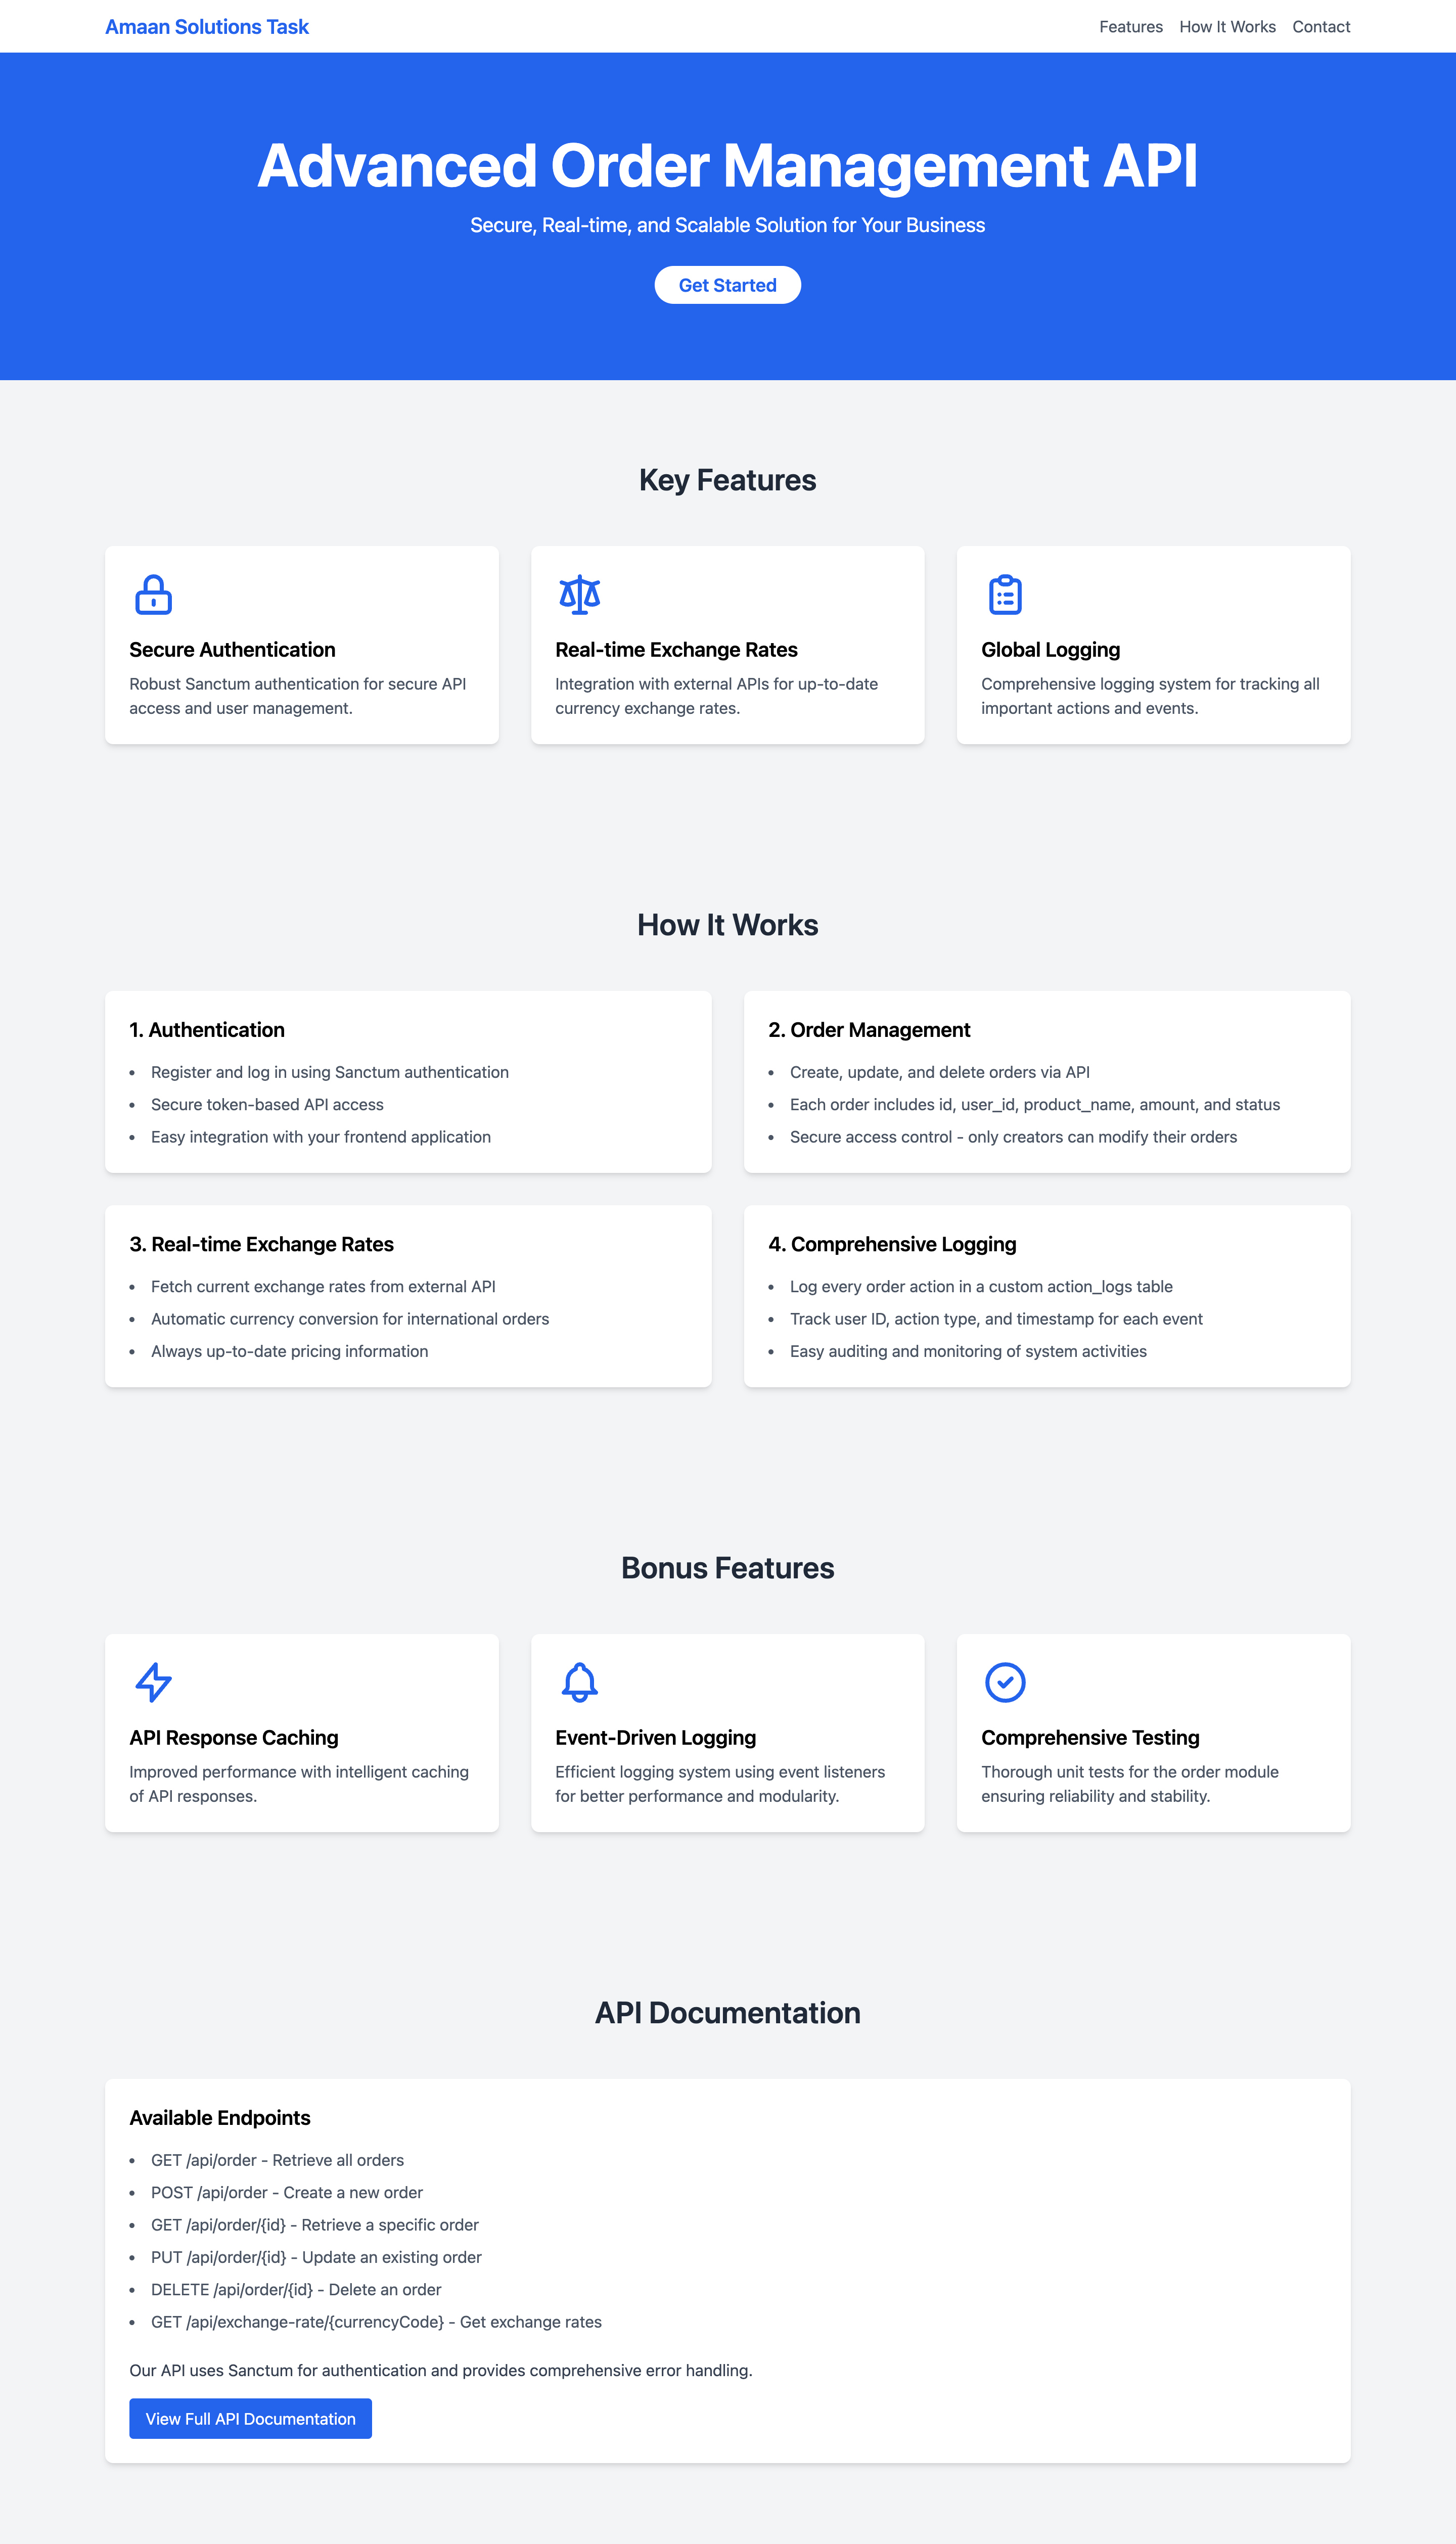 Amaan Solutions Task
Features How It Works Contact
Advanced Order Management API
Secure, Real-time, and Scalable Solution for Your Business
Get Started
Key Features
Secure Authentication
Robust Sanctum authentication for secure API
access and user management.
Real-time Exchange Rates
Integration with external APIs for up-to-date
currency exchange rates.
Global Logging
Comprehensive logging system for tracking all
important actions and events.
How It Works
1. Authentication
• Register and log in using Sanctum authentication
• Secure token-based API access
• Easy integration with your frontend application
2. Order Management
• Create, update, and delete orders via API
• Each order includes id, user_id, product_name, amount, and status
• Secure access control - only creators can modify their orders
3. Real-time Exchange Rates
• Fetch current exchange rates from external API
• Automatic currency conversion for international orders
• Always up-to-date pricing information
4. Comprehensive Logging
• Log every order action in a custom action_logs table
• Track user ID, action type, and timestamp for each event
• Easy auditing and monitoring of system activities
Bonus Features
API Response Caching
Improved performance with intelligent caching
of API responses.
Event-Driven Logging
Efficient logging system using event listeners
for better performance and modularity.
Comprehensive Testing
Thorough unit tests for the order module
ensuring reliability and stability.
API Documentation
Available Endpoints
• GET /api/order - Retrieve all orders
• POST /api/order - Create a new order
• GET /api/order/{id} - Retrieve a specific order
• PUT /api/order/{id} - Update an existing order
• DELETE /api/order/{id} - Delete an order
• GET /api/exchange-rate/{currencyCode} - Get exchange rates
Our API uses Sanctum for authentication and provides comprehensive error handling.
View Full API Documentation